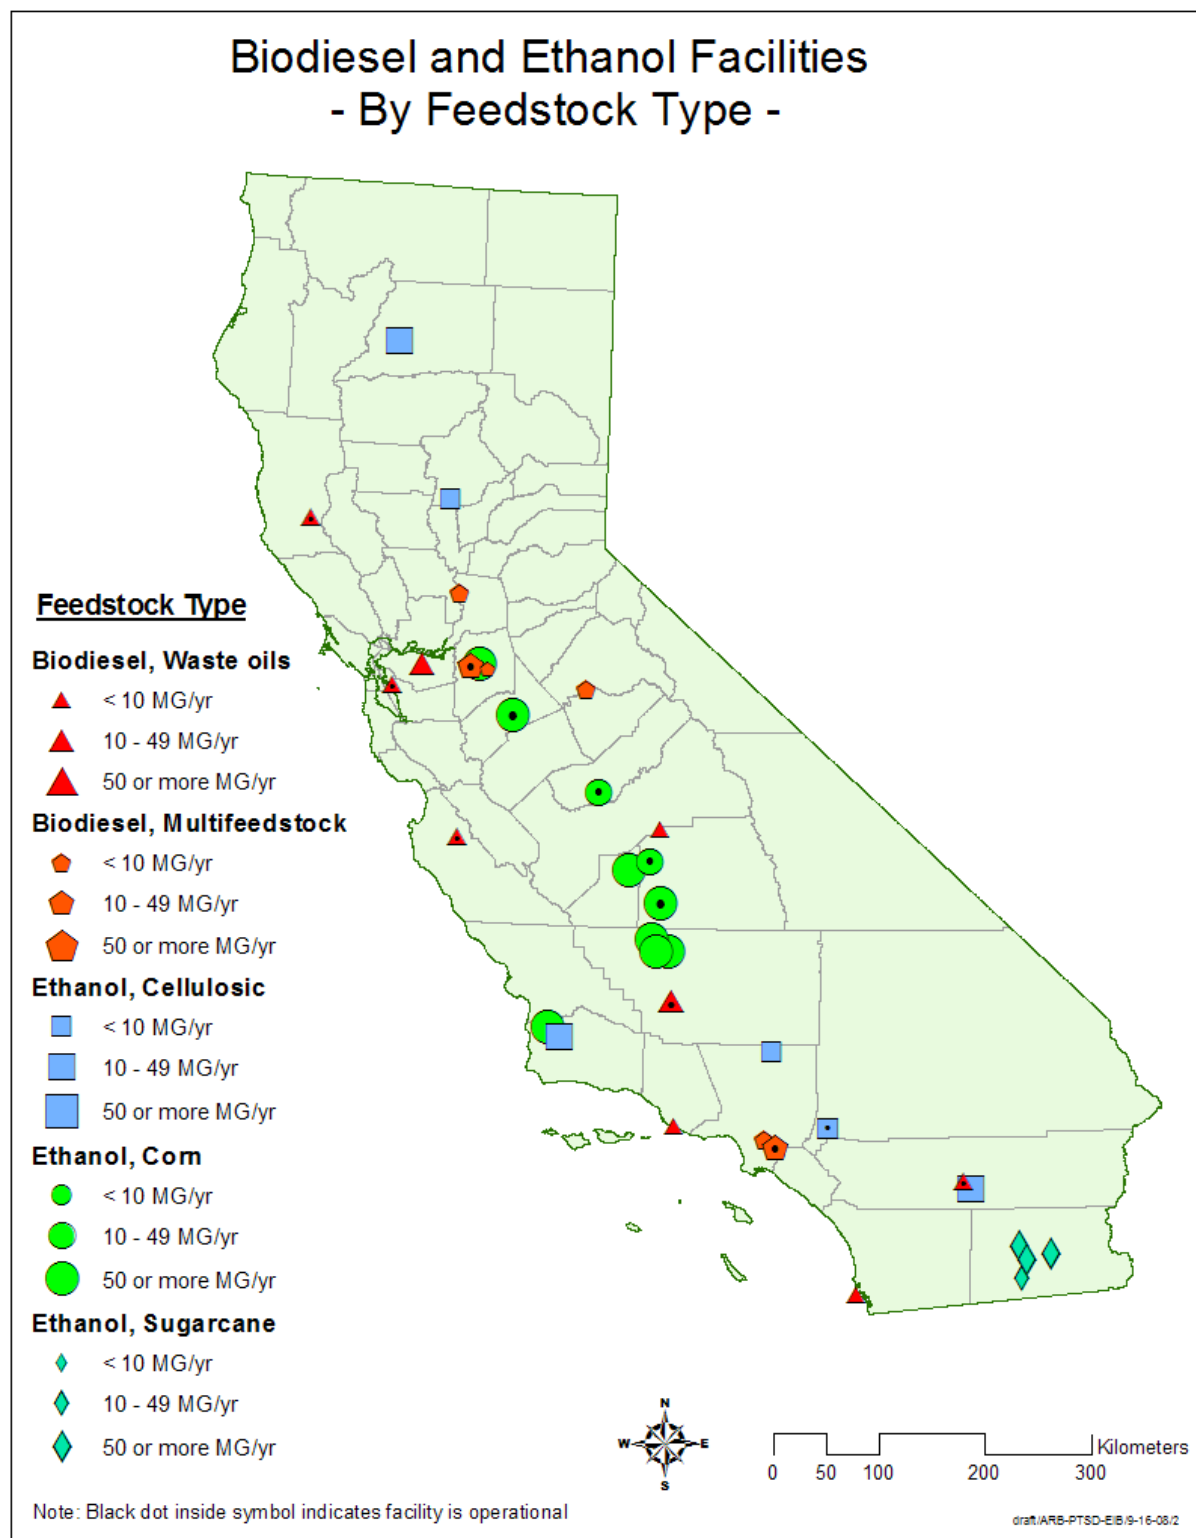 Biodiesel and Ethanol Facilities
- By Feedstock Type -
Feedstock Type
Biodiesel, Waste oils
< 10 MG/yr
10 - 49 MG/yr
50 or more MG/yr
Biodiesel, Multifeedstock
< 10 MG/yr
10 - 49 MG/yr
50 or more MG/yr
Ethanol, Cellulosic
< 10 MG/yr
10 - 49 MG/yr
50 or more MG/yr
Ethanol, Corn
< 10 MG/yr
10 - 49 MG/yr
50 or more MG/yr
Ethanol, Sugarcane
< 10 MG/yr
10 - 49 MG/yr
50 or more MG/yr
N
W E
S
Kilometers
0 50 100 200 300
Note: Black dot inside symbol indicates facility is operational
draft/ARB-PTSD-EIB/9-16-08/2